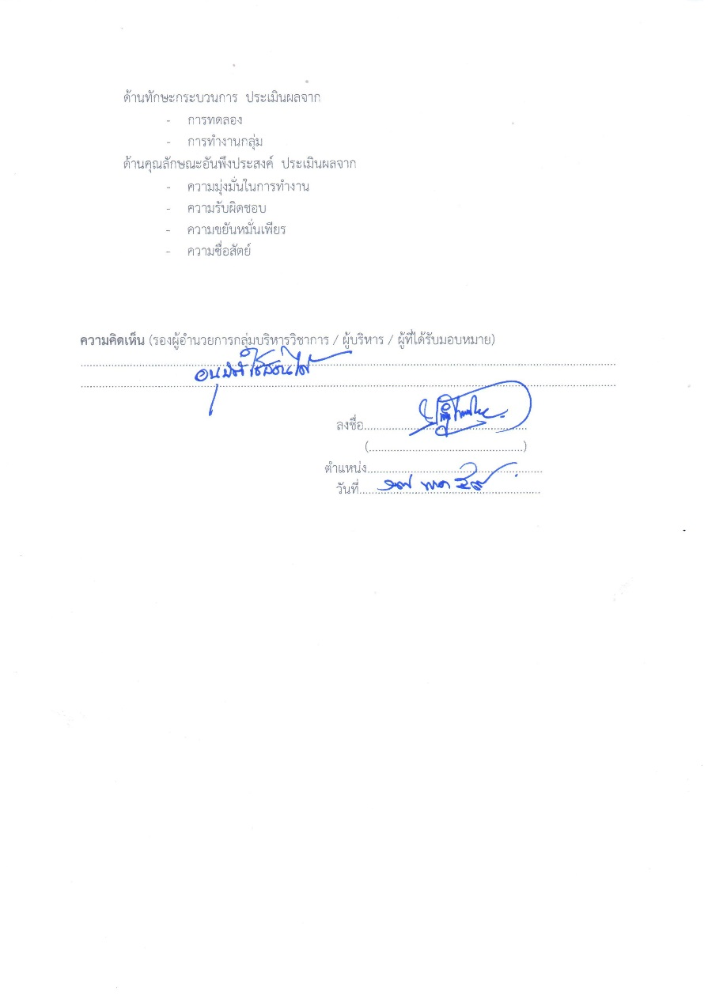 ด้านทักษะกระบวนการ ประเมินผลจาก
- การทดลอง
- การทำงานกลุ่ม
ด้านคุณลักษณะอันพึงประสงค์ ประเมินผลจาก
- ความมุ่งมั่นในการทำงาน
- ความรับผิดชอบ
- ความขยันหมั่นเพียร
- ความซื่อสัตย์
ความคิดเห็น (รองผู้อำนวยการกลุ่มบริหารวิชาการ / ผู้บริหาร / ผู้ที่ได้รับมอบหมาย)
อนุมัติใช้สอนได้
ลงชื่อ
(....................................................)
ตำแหน่ง
วันที่